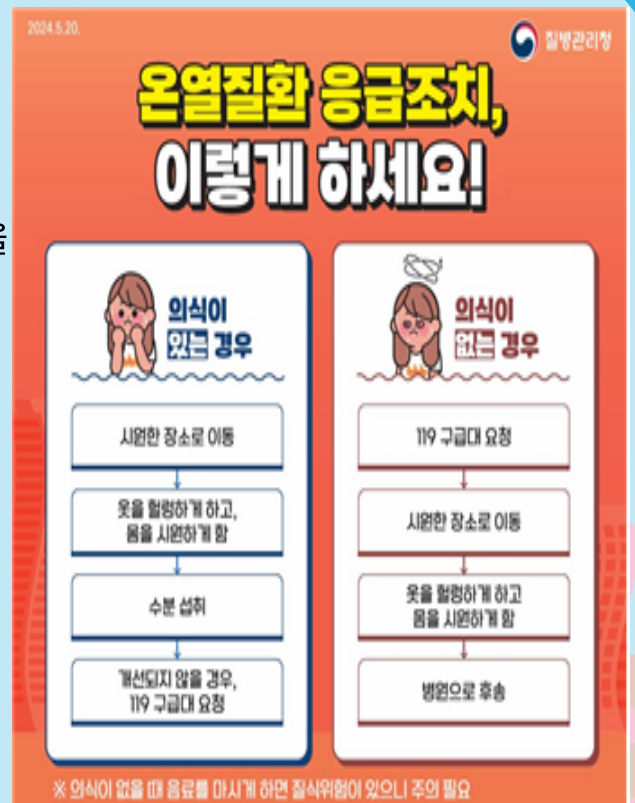 2024.5.20.
질병관리청
온열질환 응급조치,
이렇게 하세요!
의식이
있는 경우
시원한 장소로 이동
옷을 헐렁하게 하고,
몸을 시원하게 함
수분 섭취
개선되지 않을 경우,
119 구급대 요청
의식이
없는 경우
119 구급대 요청
시원한 장소로 이동
옷을 헐렁하게 하고
몸을 시원하게 함
병원으로 후송
※ 의식이 없을 때 음료를 마시게 하면 질식위험이 있으니 주의 필요